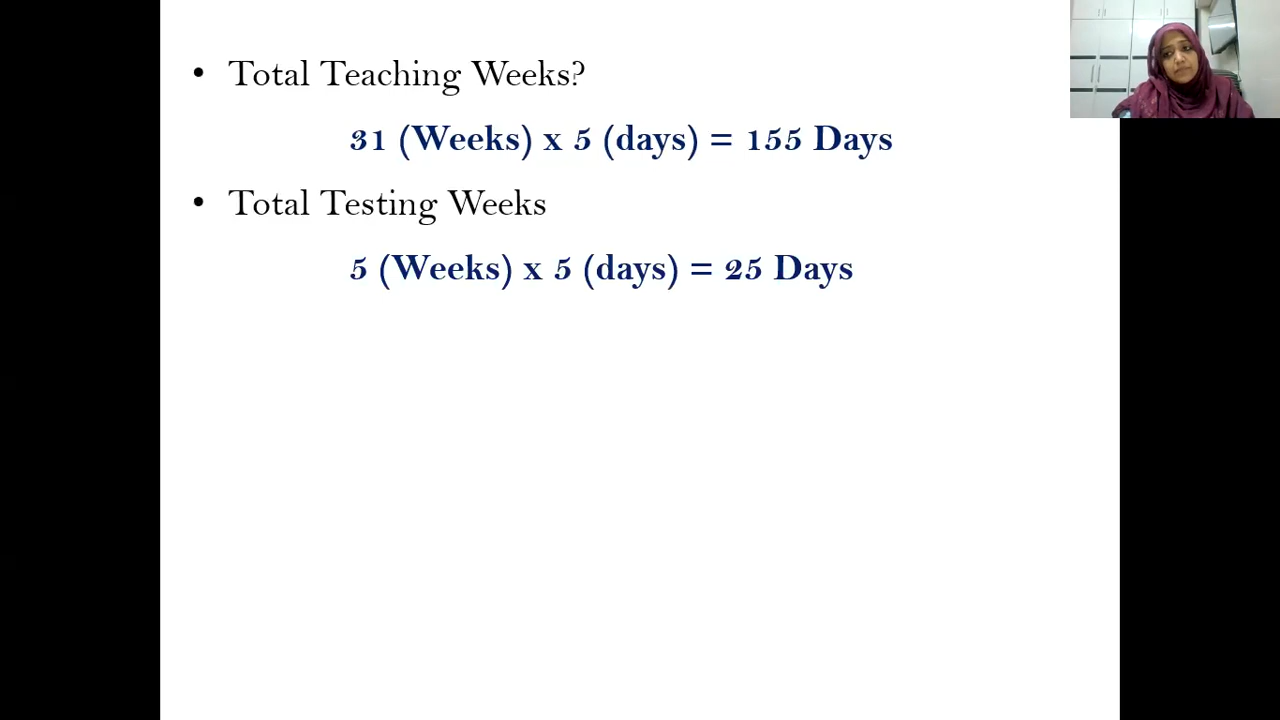 • Total Teaching Weeks?
31 (Weeks) x 5 (days) = 155 Days
• Total Testing Weeks
5 (Weeks) x 5 (days) = 25 Days